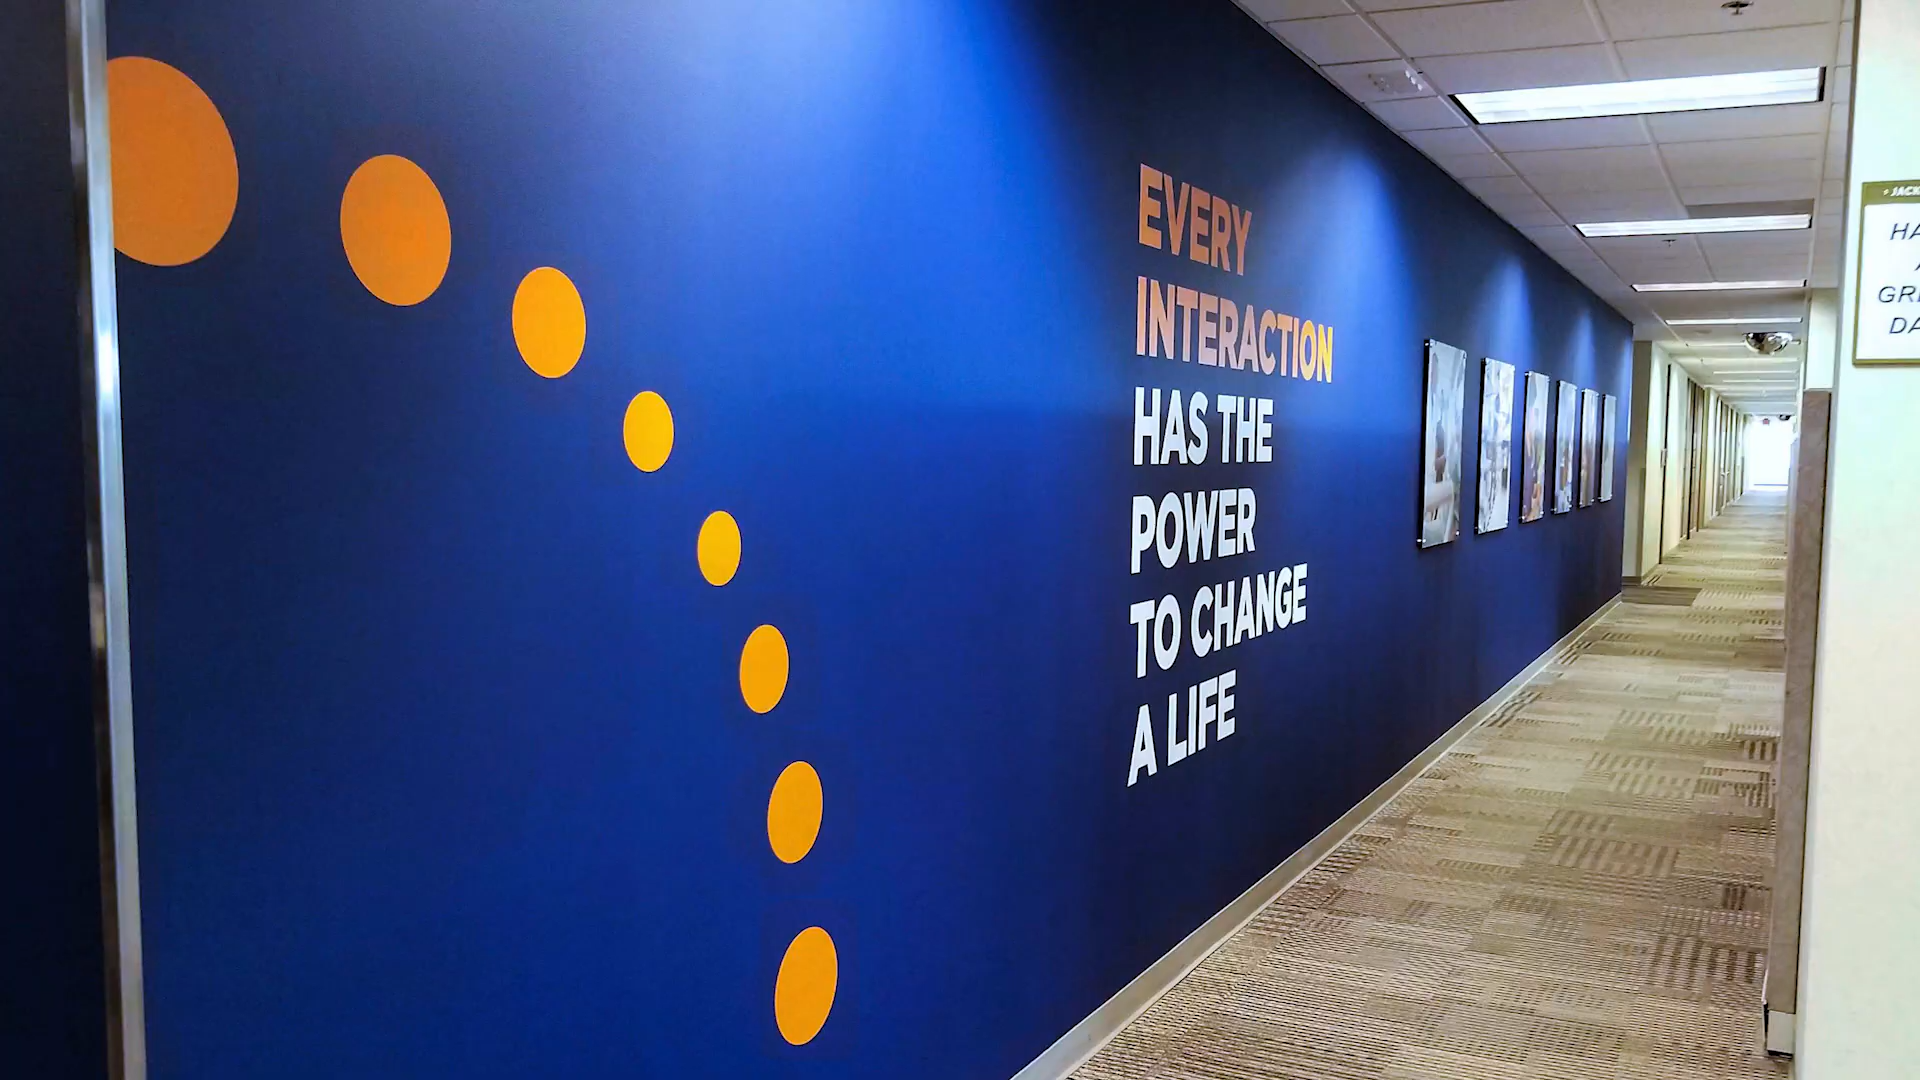 EVERY
INTERACTION
HAS THE
POWER
TO CHANGE
A LIFE